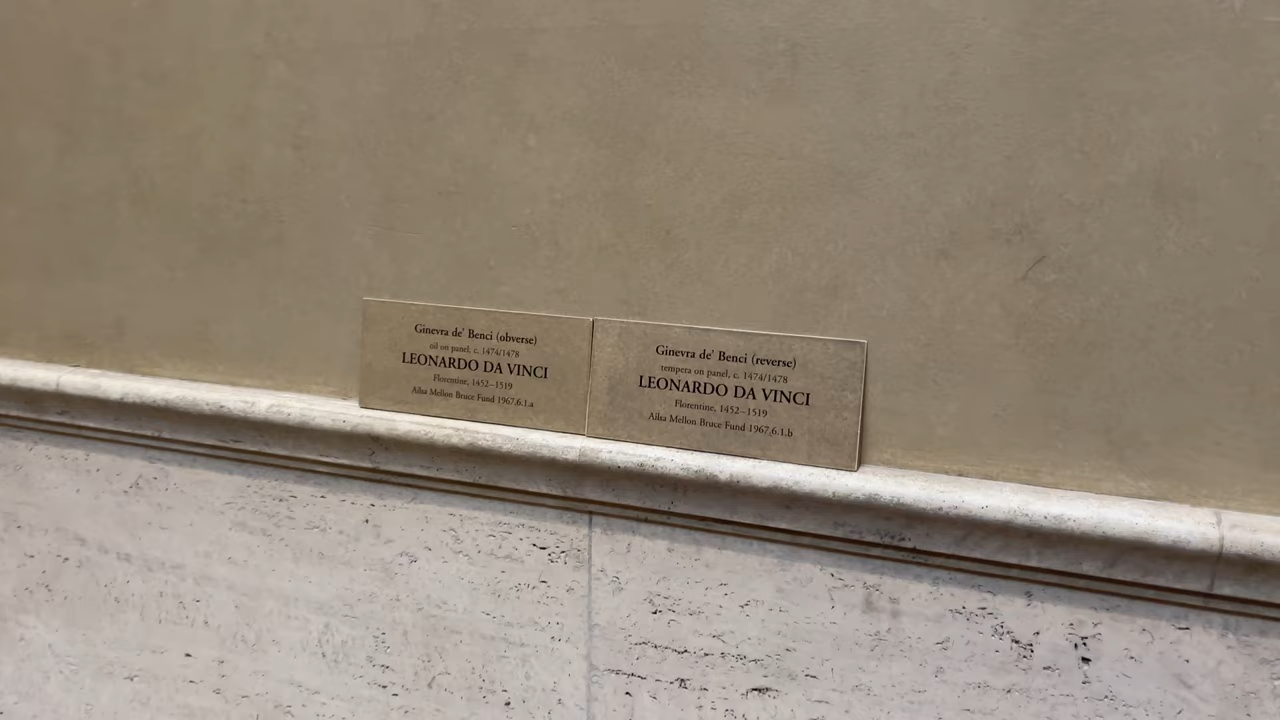 Ginevra de' Benci (obverse)
oil on panel, c. 1474/1478
LEONARDO DA VINCI
Florentine, 1452–1519
Ailsa Mellon Bruce Fund 1967.6.1.a
Ginevra de' Benci (reverse)
tempera on panel, c. 1474/1478
LEONARDO DA VINCI
Florentine, 1452–1519
Ailsa Mellon Bruce Fund 1967.6.1.b